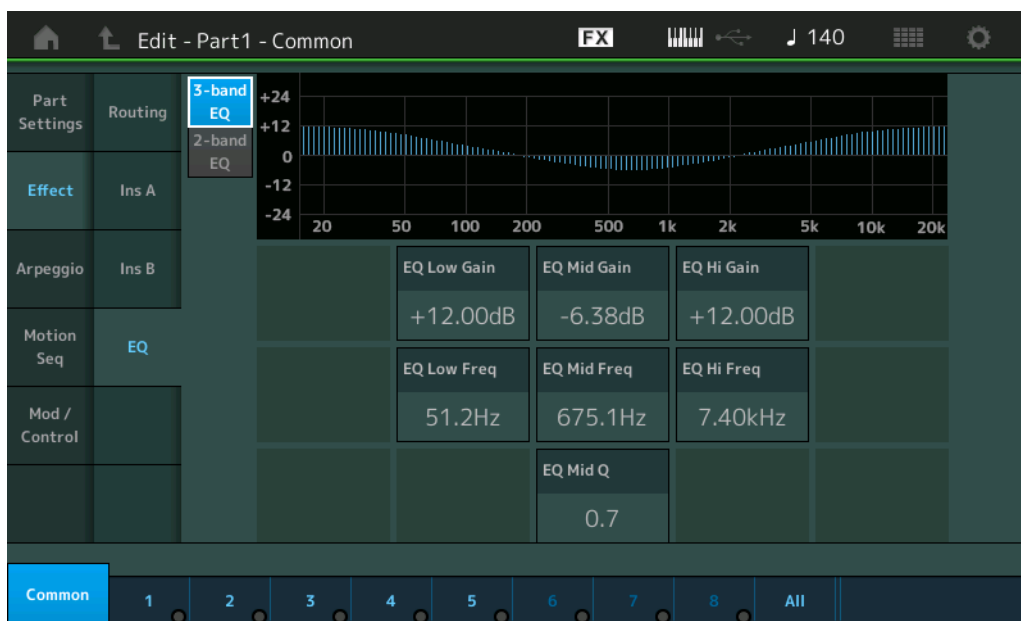 Edit - Part1 - Common
FX
140
Part
Settings
Effect
Arpeggio
Motion
Seq
Mod /
Control
Routing
Ins A
Ins B
EQ
3-band
EQ
2-band
EQ
+24
+12
0
-12
-24
20 50 100 200 500 1k 2k 5k 10k 20k
EQ Low Gain
+12.00dB
EQ Mid Gain
-6.38dB
EQ Hi Gain
+12.00dB
EQ Low Freq
51.2Hz
EQ Mid Freq
675.1Hz
EQ Hi Freq
7.40kHz
EQ Mid Q
0.7
Common 1 2 3 4 5 6 7 8 All